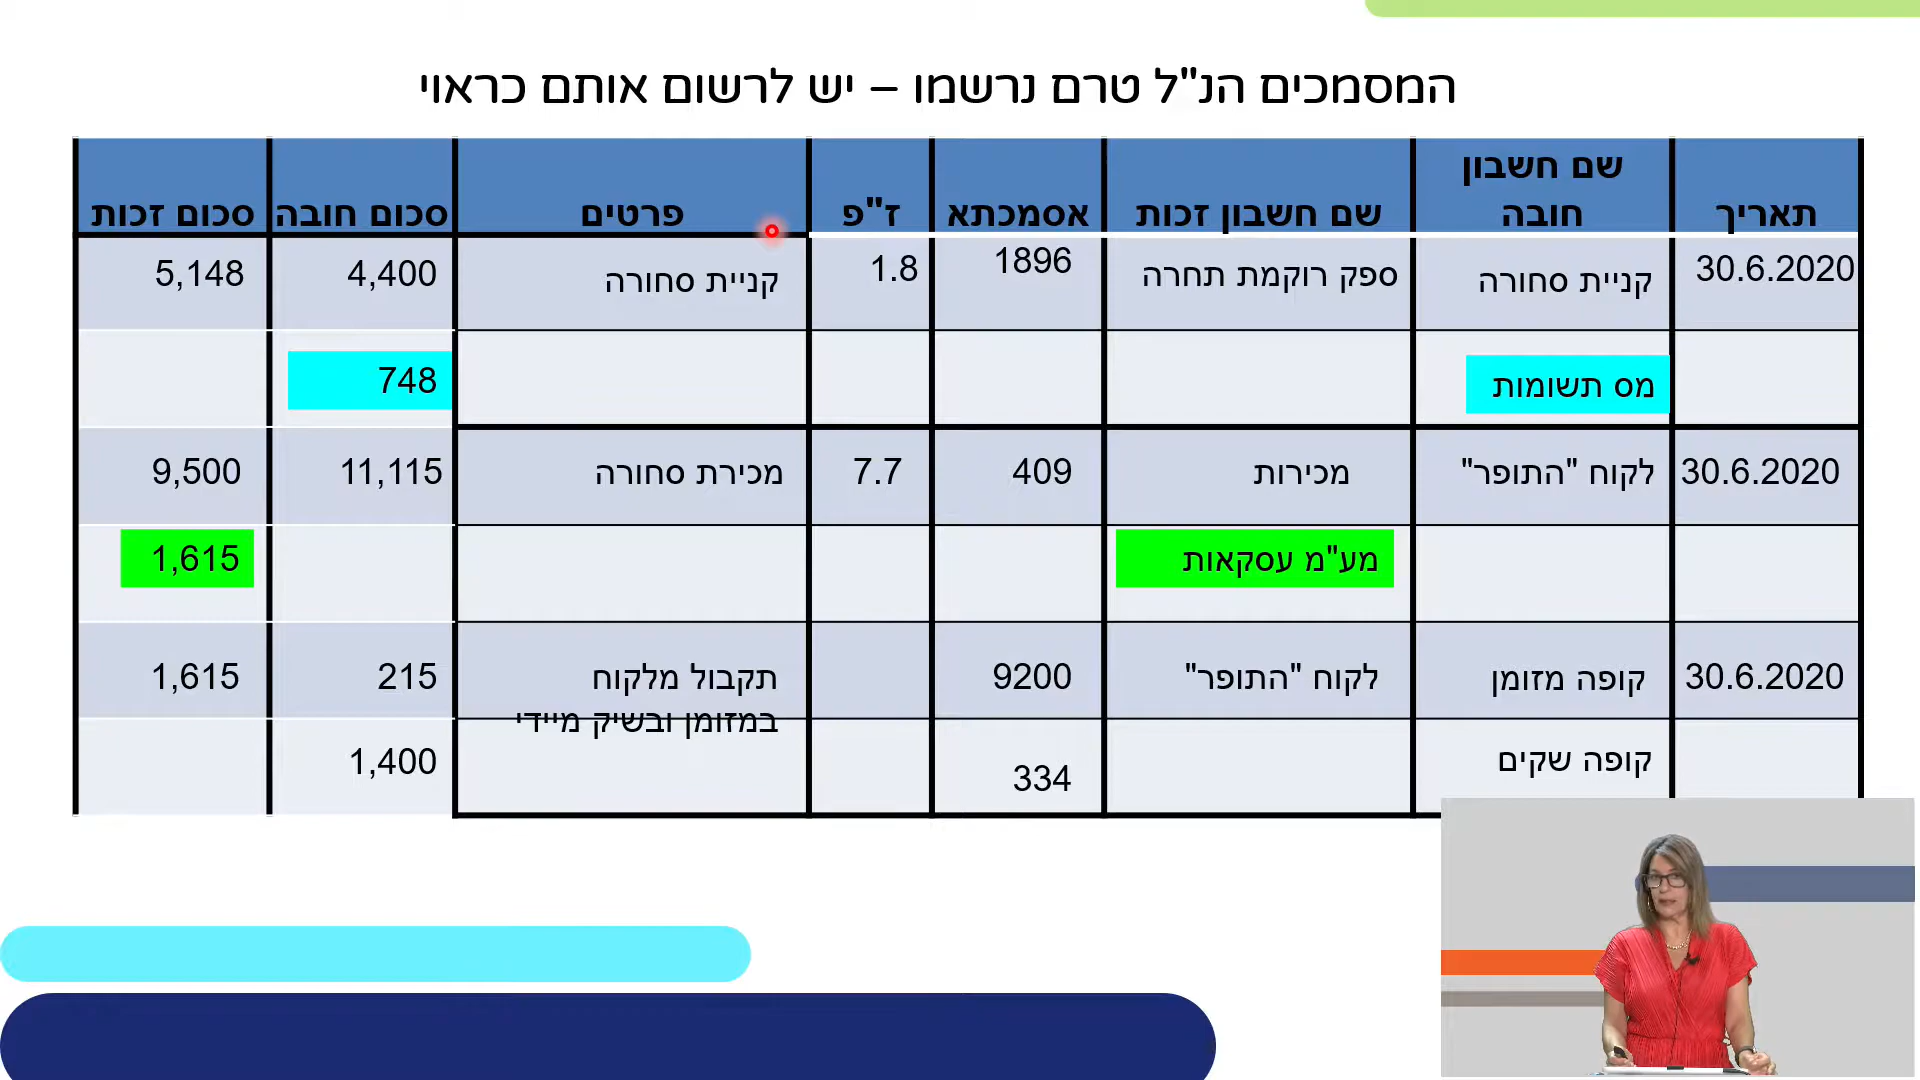 המסמכים הנ"ל טרם נרשמו – יש לרשום אותם כראוי
תאריך שם חשבון חובה שם חשבון זכות אסמכתא ז"פ פרטים סכום חובה סכום זכות
30.6.2020 קניית סחורה ספק רוקמת תחרה 1896 1.8 קניית סחורה 4,400 5,148
מס תשומות 748
30.6.2020 לקוח "התופר" מכירות 409 7.7 מכירת סחורה 11,115 9,500
מע"מ עסקאות 1,615
30.6.2020 קופה מזומן לקוח "התופר" 9200 תקבול מלקוח 215 1,615
במזומן ובשיק מיידי
קופה שקים 334 1,400